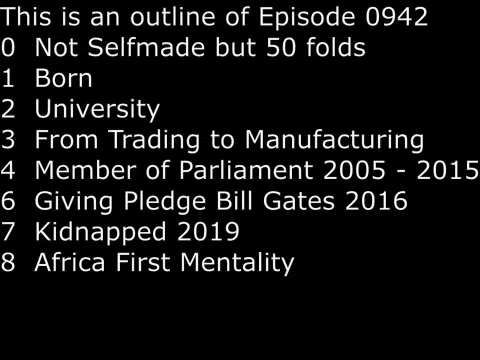 This is an outline of Episode 0942
0 Not Selfmade but 50 folds
1 Born
2 University
3 From Trading to Manufacturing
4 Member of Parliament 2005 - 2015
6 Giving Pledge Bill Gates 2016
7 Kidnapped 2019
8 Africa First Mentality